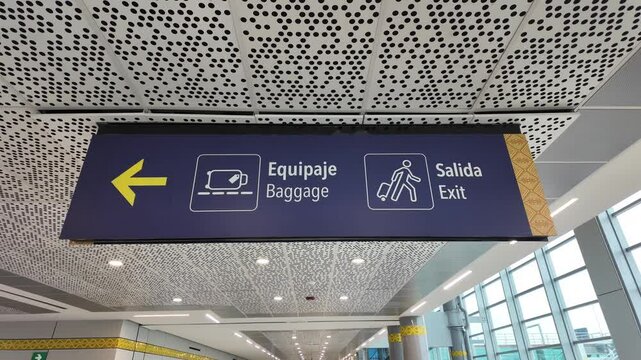 Equipaje
Baggage
Salida
Exit